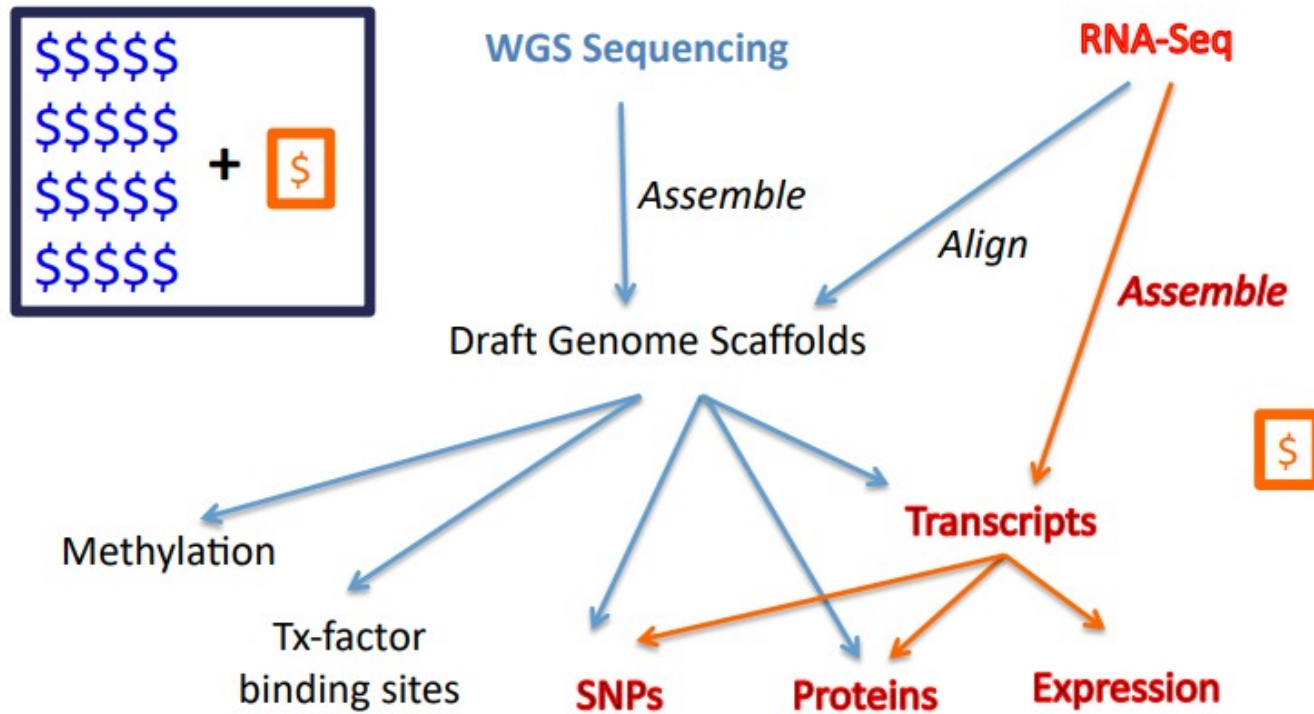 $$$$$
$$$$$
$$$$$
$$$$$
+
$
WGS Sequencing
RNA-Seq
Assemble
Align
Assemble
Draft Genome Scaffolds
$
Transcripts
Methylation
Tx-factor
binding sites
SNPs
Proteins
Expression